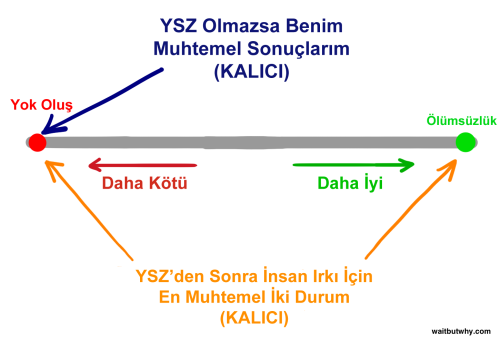 YSZ Olmazsa Benim
Muhtemel Sonuçlarım
(KALICI)
Yok Oluş
Ölümsüzlük
Daha Kötü
Daha İyi
YSZ’den Sonra İnsan Irkı İçin
En Muhtemel İki Durum
(KALICI)
waitbutwhy.com